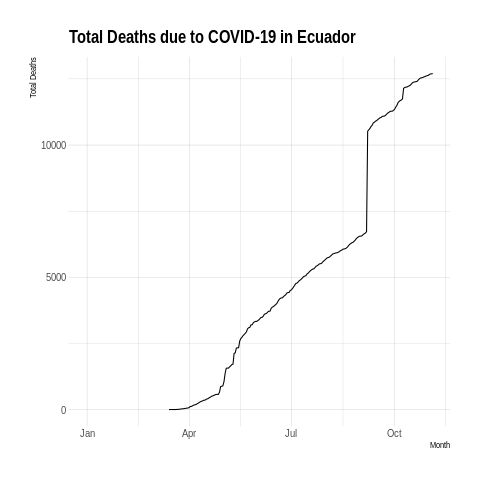 Total Deaths due to COVID-19 in Ecuador
Total Deaths
10000
5000
0
Jan Apr Jul Oct
Month